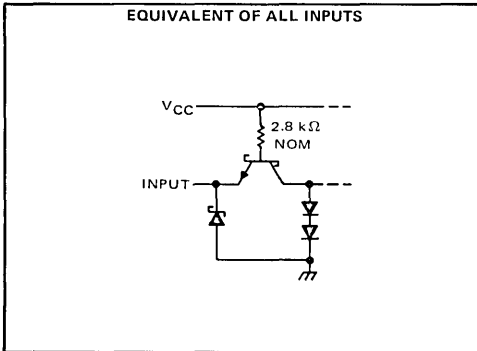 EQUIVALENT OF ALL INPUTS
VCC
2.8 kΩ
NOM
INPUT